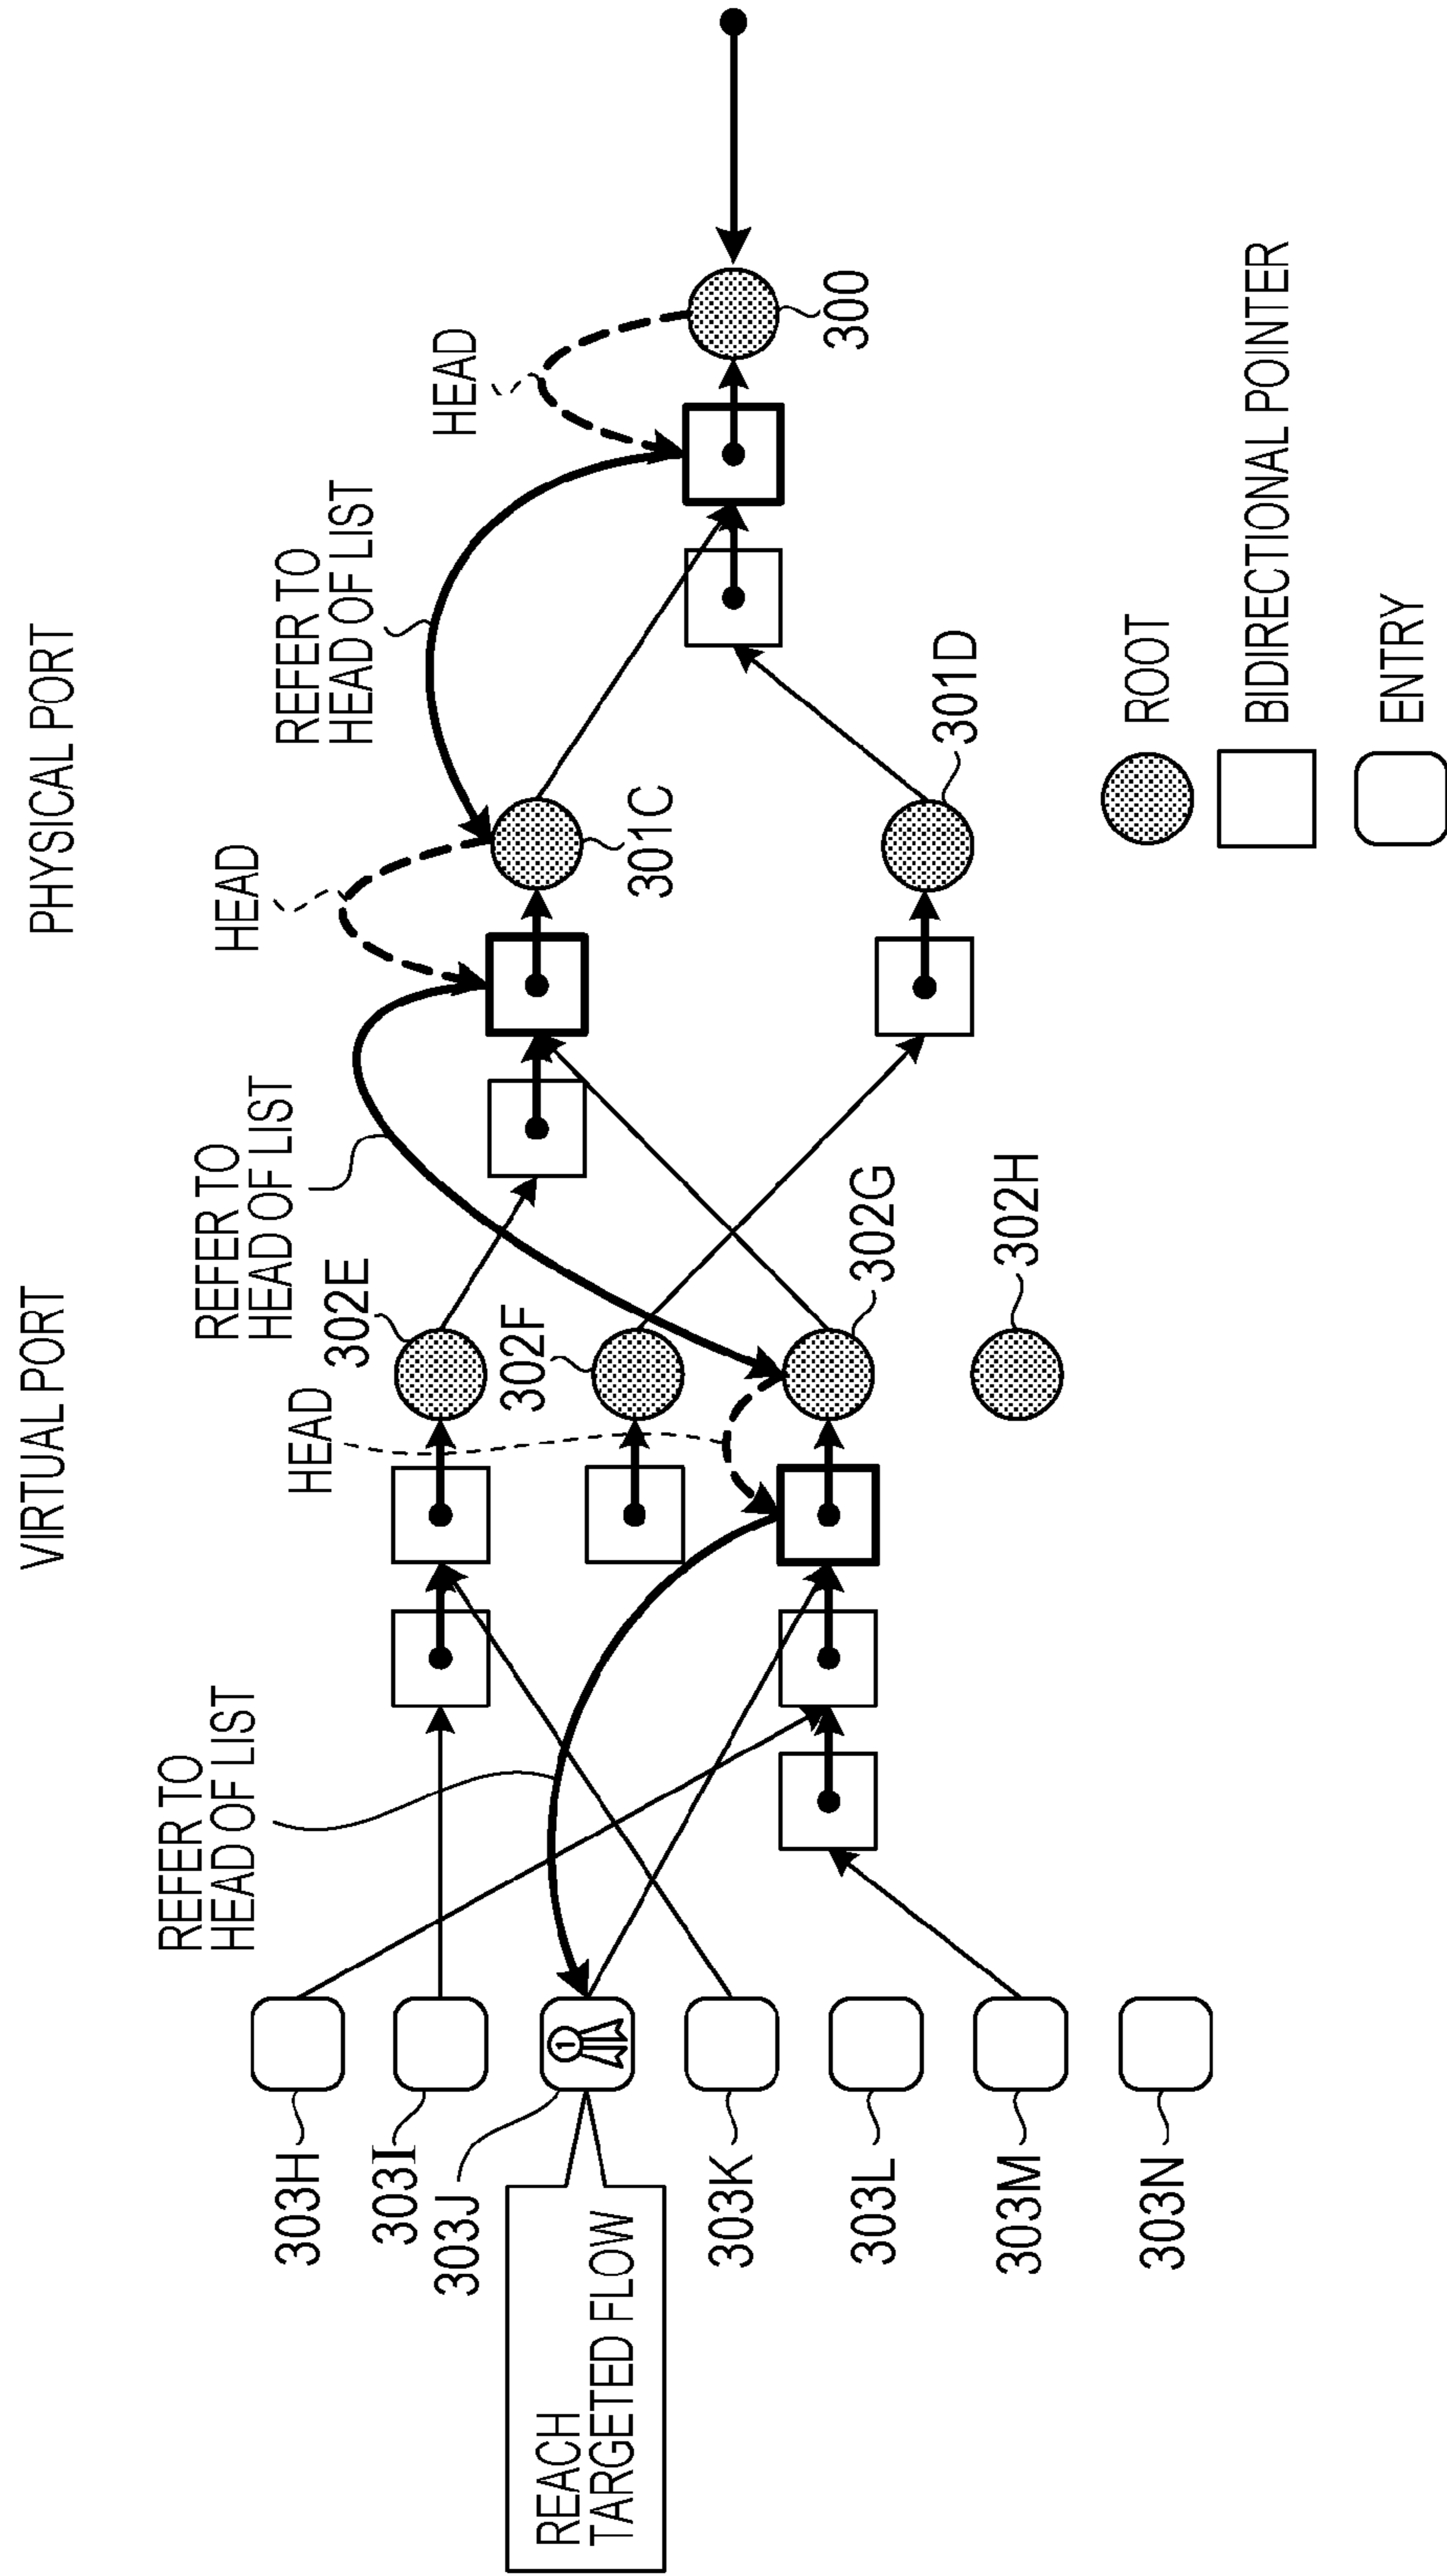 VIRTUAL PORT
PHYSICAL PORT
REFER TO
HEAD OF LIST
REFER TO
HEAD OF LIST
REFER TO
HEAD OF LIST
HEAD
HEAD
HEAD
303H
303I
303J
303K
303L
303M
303N
REACH
TARGETED FLOW
1
302E
302F
302G
302H
301C
301D
300
ROOT
BIDIRECTIONAL POINTER
ENTRY